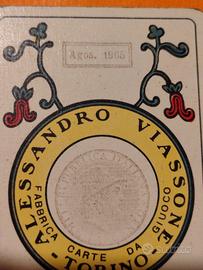 Agos. 1965
ALESSANDRO VIASSONE
- TORINO -
FABBRICA CARTE DA GIUOCO